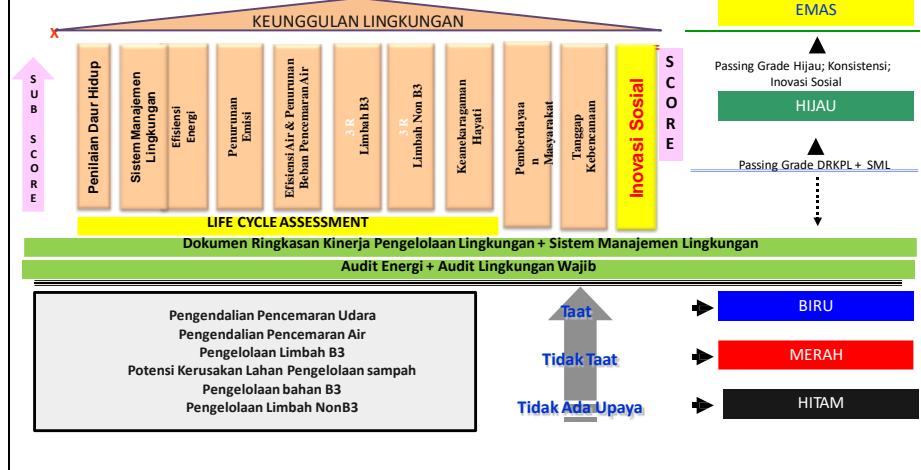 KEUNGGULAN LINGKUNGAN
X
SUB SCORE
Penilaian Daur Hidup
Sistem Manajemen
Lingkungan
Efisiensi
Energi
Penurunan
Emisi
Efisiensi Air & Penurunan
Beban Pencemaran Air
3 R
Limbah B3
3 R
Limbah Non B3
Keanekaragaman
Hayati
Pemberdayaa
n
Masyarakat
Tanggap
Kebencanaan
Inovasi Sosial
SCORE
LIFE CYCLE ASSESSMENT
Dokumen Ringkasan Kinerja Pengelolaan Lingkungan + Sistem Manajemen Lingkungan
Audit Energi + Audit Lingkungan Wajib
EMAS
Passing Grade Hijau; Konsistensi;
Inovasi Sosial
HIJAU
Passing Grade DRKPL + SML
Pengendalian Pencemaran Udara
Pengendalian Pencemaran Air
Pengelolaan Limbah B3
Potensi Kerusakan Lahan Pengelolaan sampah
Pengelolaan bahan B3
Pengelolaan Limbah NonB3
Taat
Tidak Taat
Tidak Ada Upaya
BIRU
MERAH
HITAM